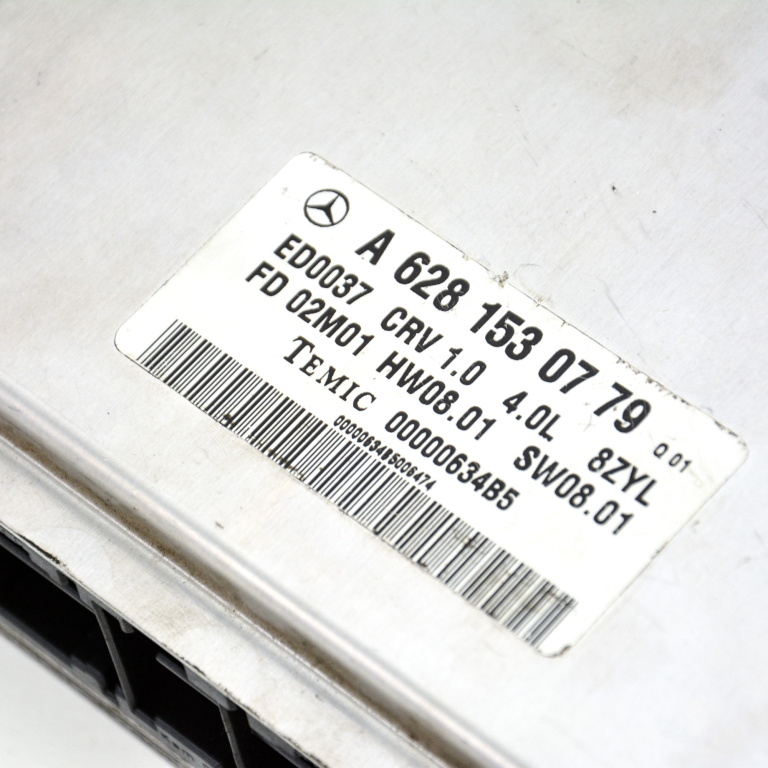 A 628 153 07 79 Q 01
ED0037 CRV 1.0 4.0L 8ZYL
FD 02M01 HW08.01 SW08.01
TEMIC 00000634B5
00000634B5006474